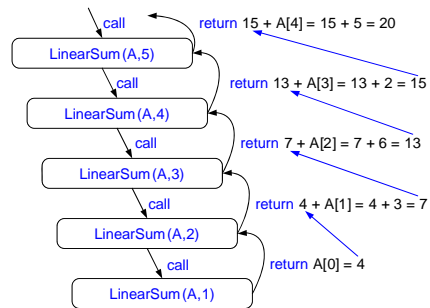 call
return 15 + A[4] = 15 + 5 = 20
LinearSum(A,5)
call
return 13 + A[3] = 13 + 2 = 15
LinearSum(A,4)
call
return 7 + A[2] = 7 + 6 = 13
LinearSum(A,3)
call
return 4 + A[1] = 4 + 3 = 7
LinearSum(A,2)
call
return A[0] = 4
LinearSum(A,1)